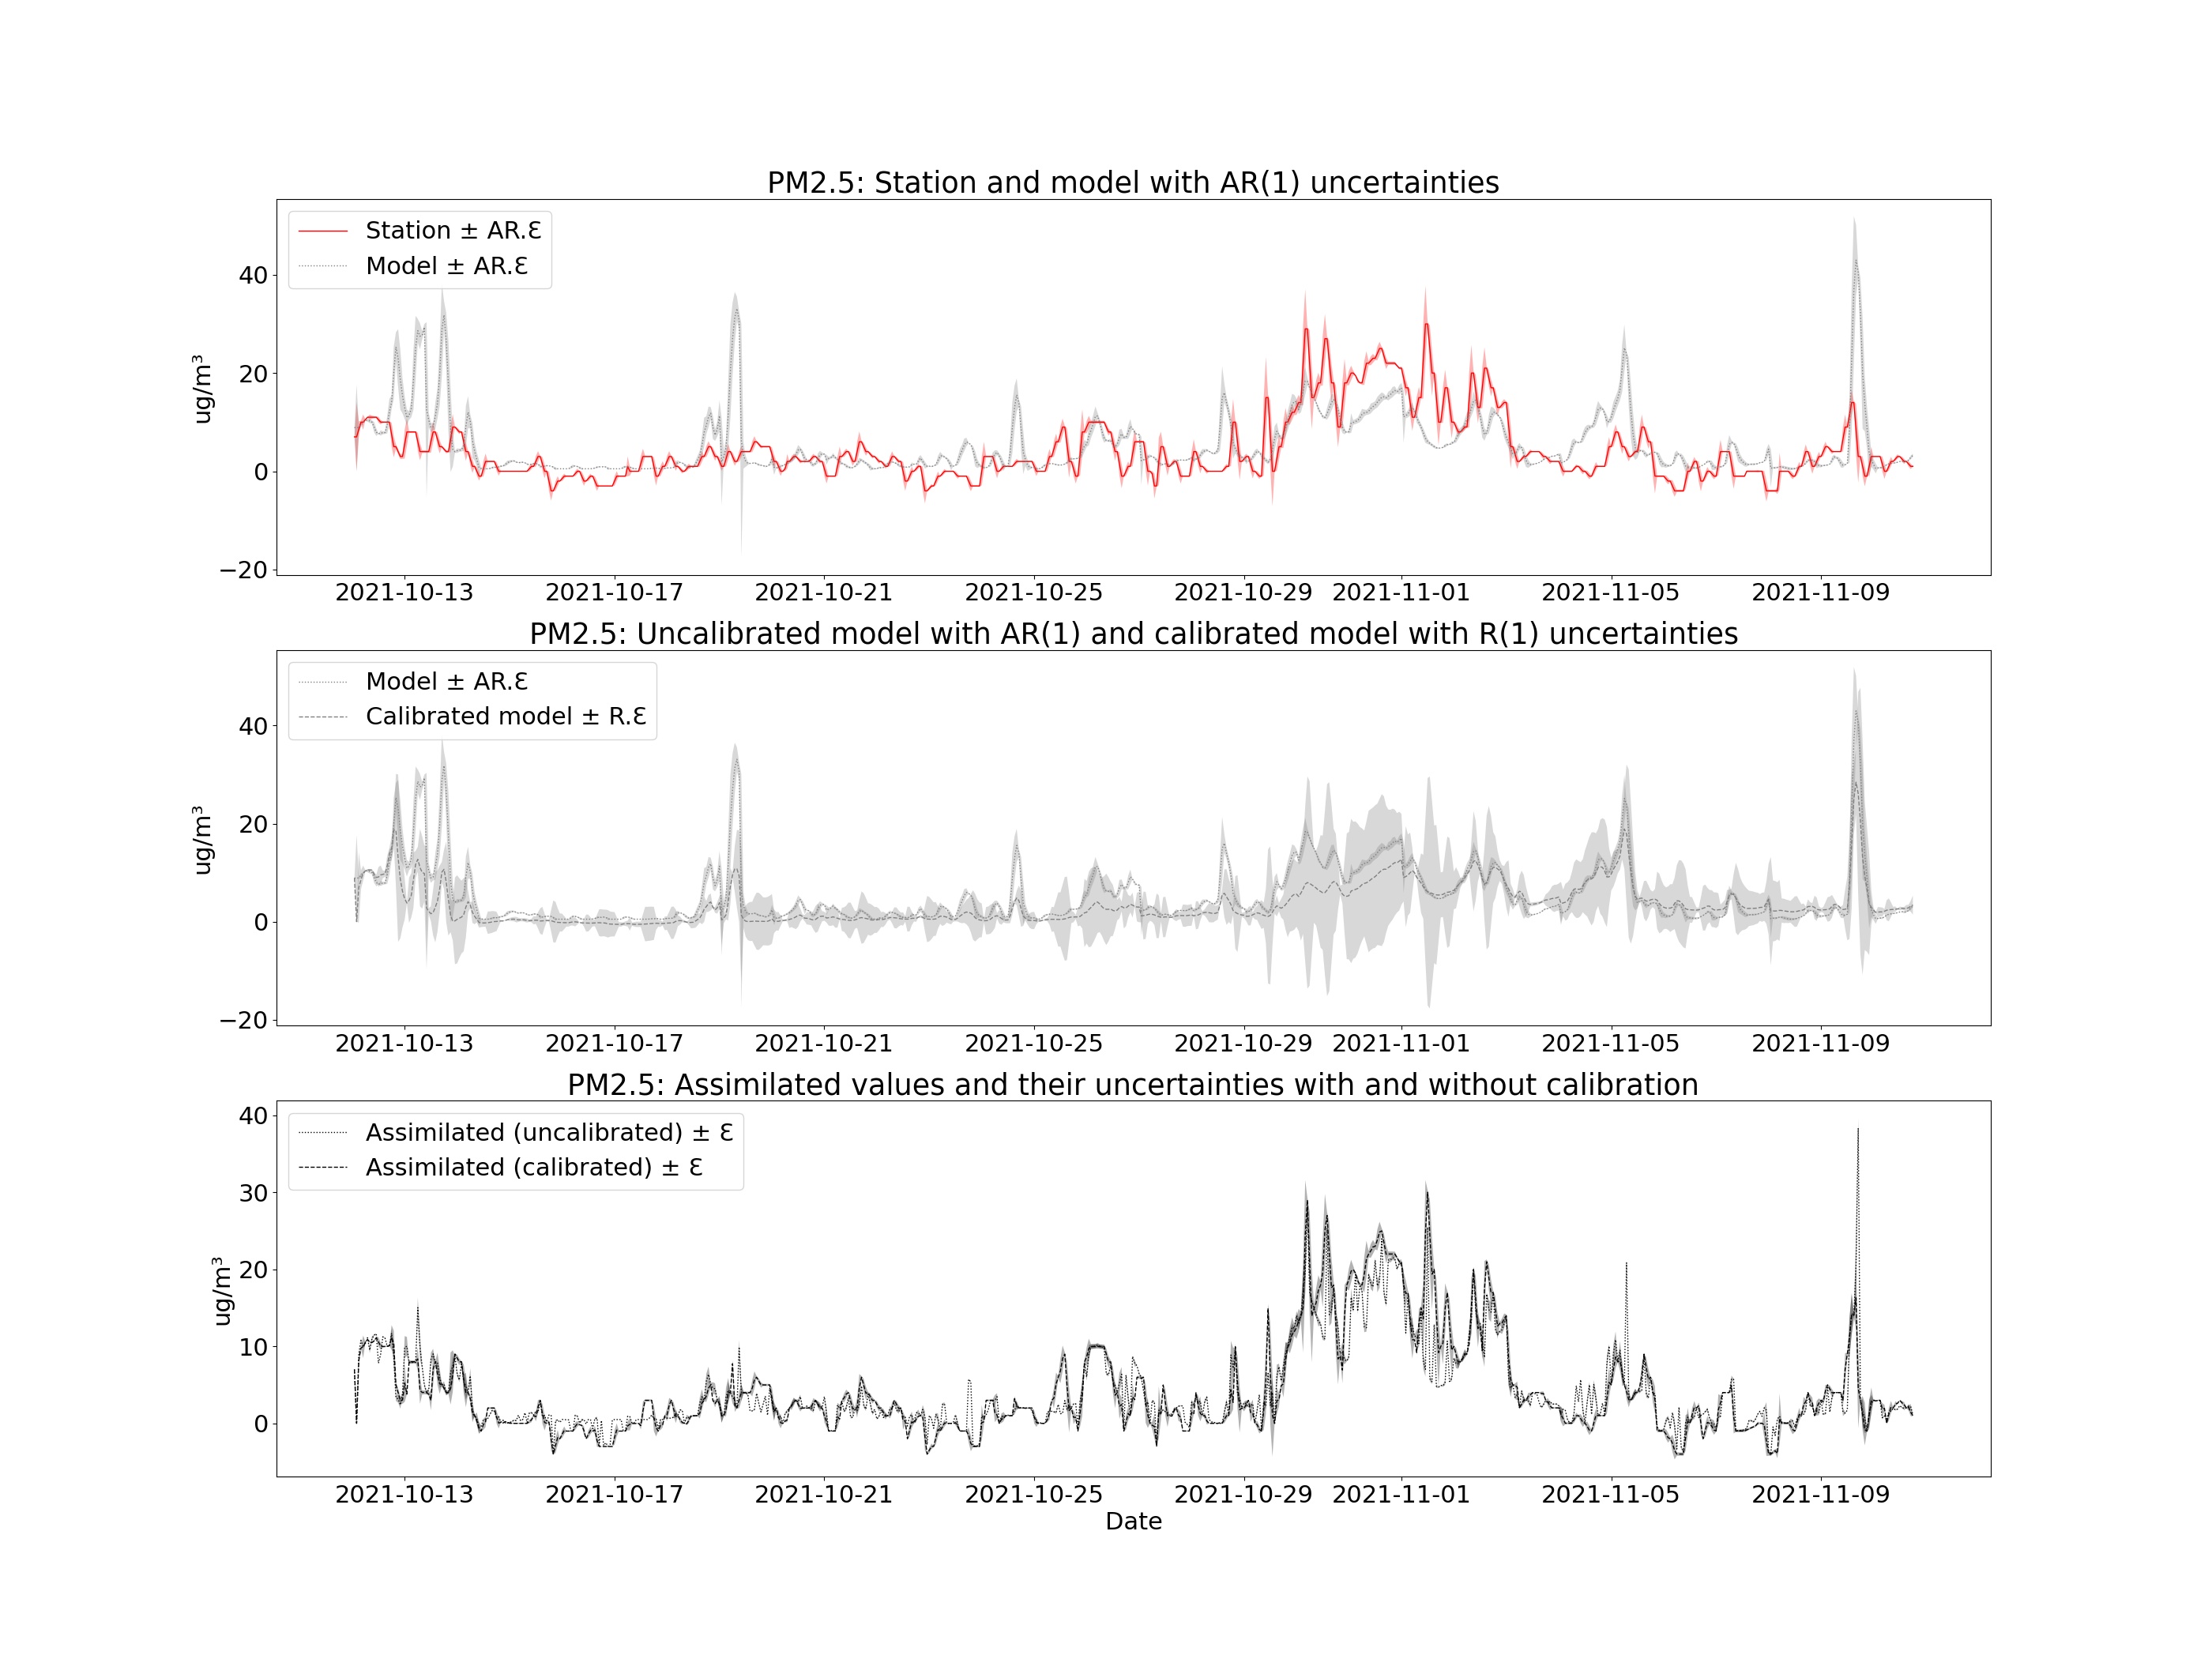 PM2.5: Station and model with AR(1) uncertainties
Station ± AR.Ɛ
Model ± AR.Ɛ
ug/m³
40
20
0
−20
2021-10-13 2021-10-17 2021-10-21 2021-10-25 2021-10-29 2021-11-01 2021-11-05 2021-11-09
PM2.5: Uncalibrated model with AR(1) and calibrated model with R(1) uncertainties
Model ± AR.Ɛ
Calibrated model ± R.Ɛ
ug/m³
40
20
0
−20
2021-10-13 2021-10-17 2021-10-21 2021-10-25 2021-10-29 2021-11-01 2021-11-05 2021-11-09
PM2.5: Assimilated values and their uncertainties with and without calibration
Assimilated (uncalibrated) ± Ɛ
Assimilated (calibrated) ± Ɛ
ug/m³
40
30
20
10
0
2021-10-13 2021-10-17 2021-10-21 2021-10-25 2021-10-29 2021-11-01 2021-11-05 2021-11-09
Date